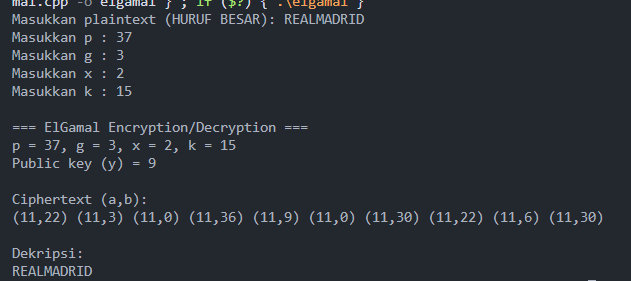 mal.cpp -o elgamal } ; if ($?) { .\elgamal }
Masukkan plaintext (HURUF BESAR): REALMADRID
Masukkan p : 37
Masukkan g : 3
Masukkan x : 2
Masukkan k : 15
=== ElGamal Encryption/Decryption ===
p = 37, g = 3, x = 2, k = 15
Public key (y) = 9
Ciphertext (a,b):
(11,22) (11,3) (11,0) (11,36) (11,9) (11,0) (11,30) (11,22) (11,6) (11,30)
Dekripsi:
REALMADRID